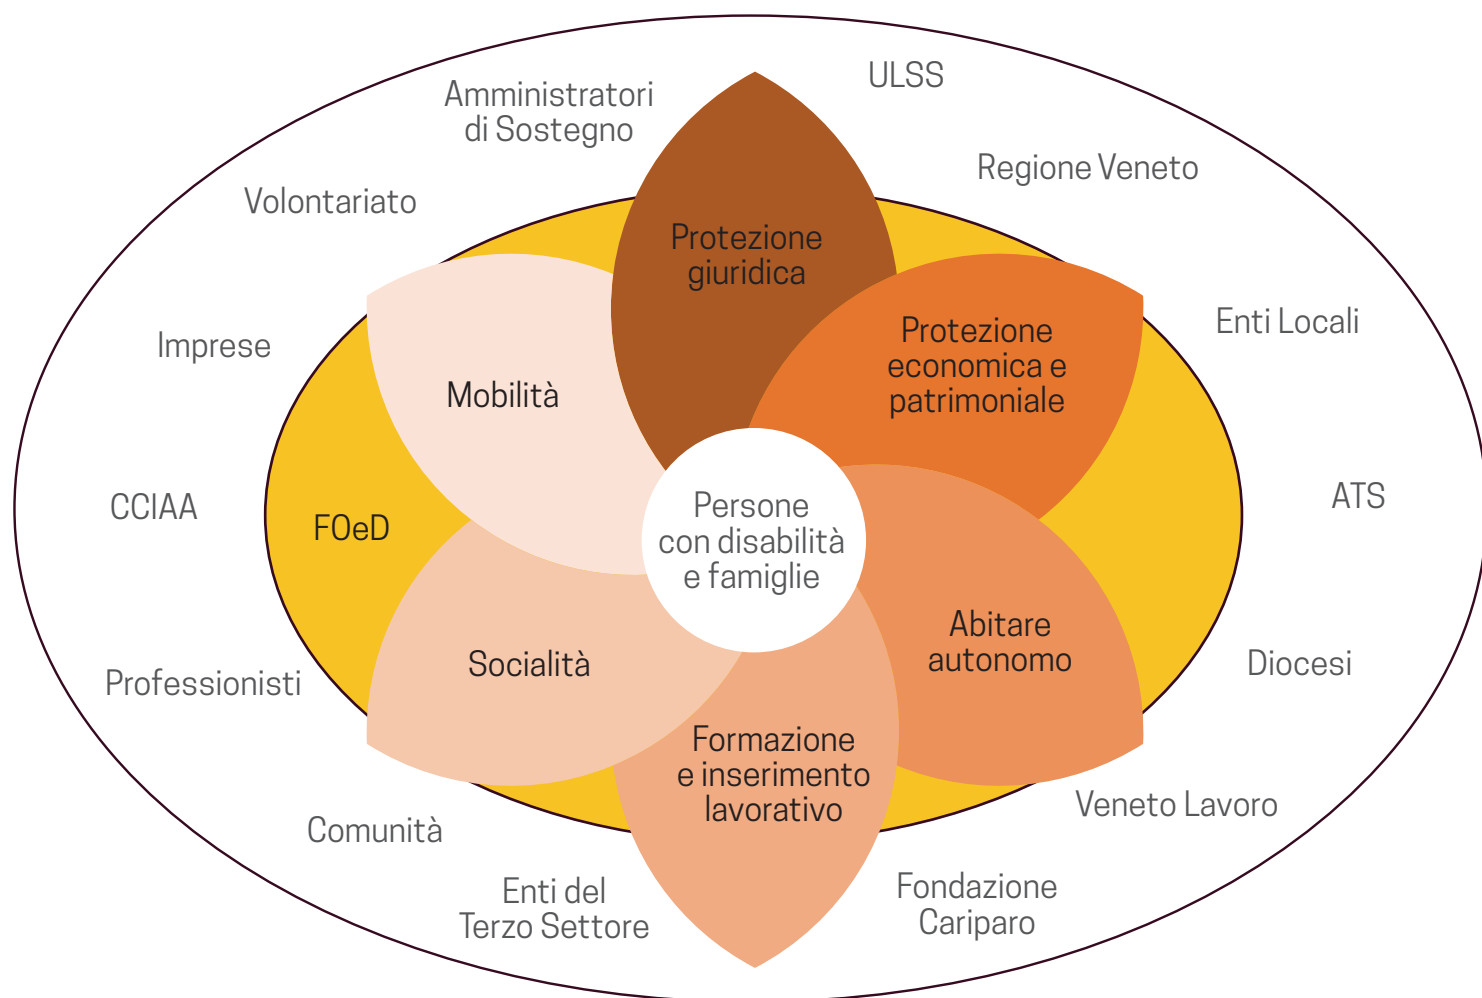 ULSS
Amministratori
di Sostegno
Regione Veneto
Volontariato
Protezione
giuridica
Enti Locali
Protezione
economica e
patrimoniale
Imprese
Mobilità
CCIAA
FOeD
Persone
con disabilità
e famiglie
ATS
Abitare
autonomo
Socialità
Diocesi
Professionisti
Formazione
e inserimento
lavorativo
Veneto Lavoro
Comunità
Enti del
Terzo Settore
Fondazione
Cariparo